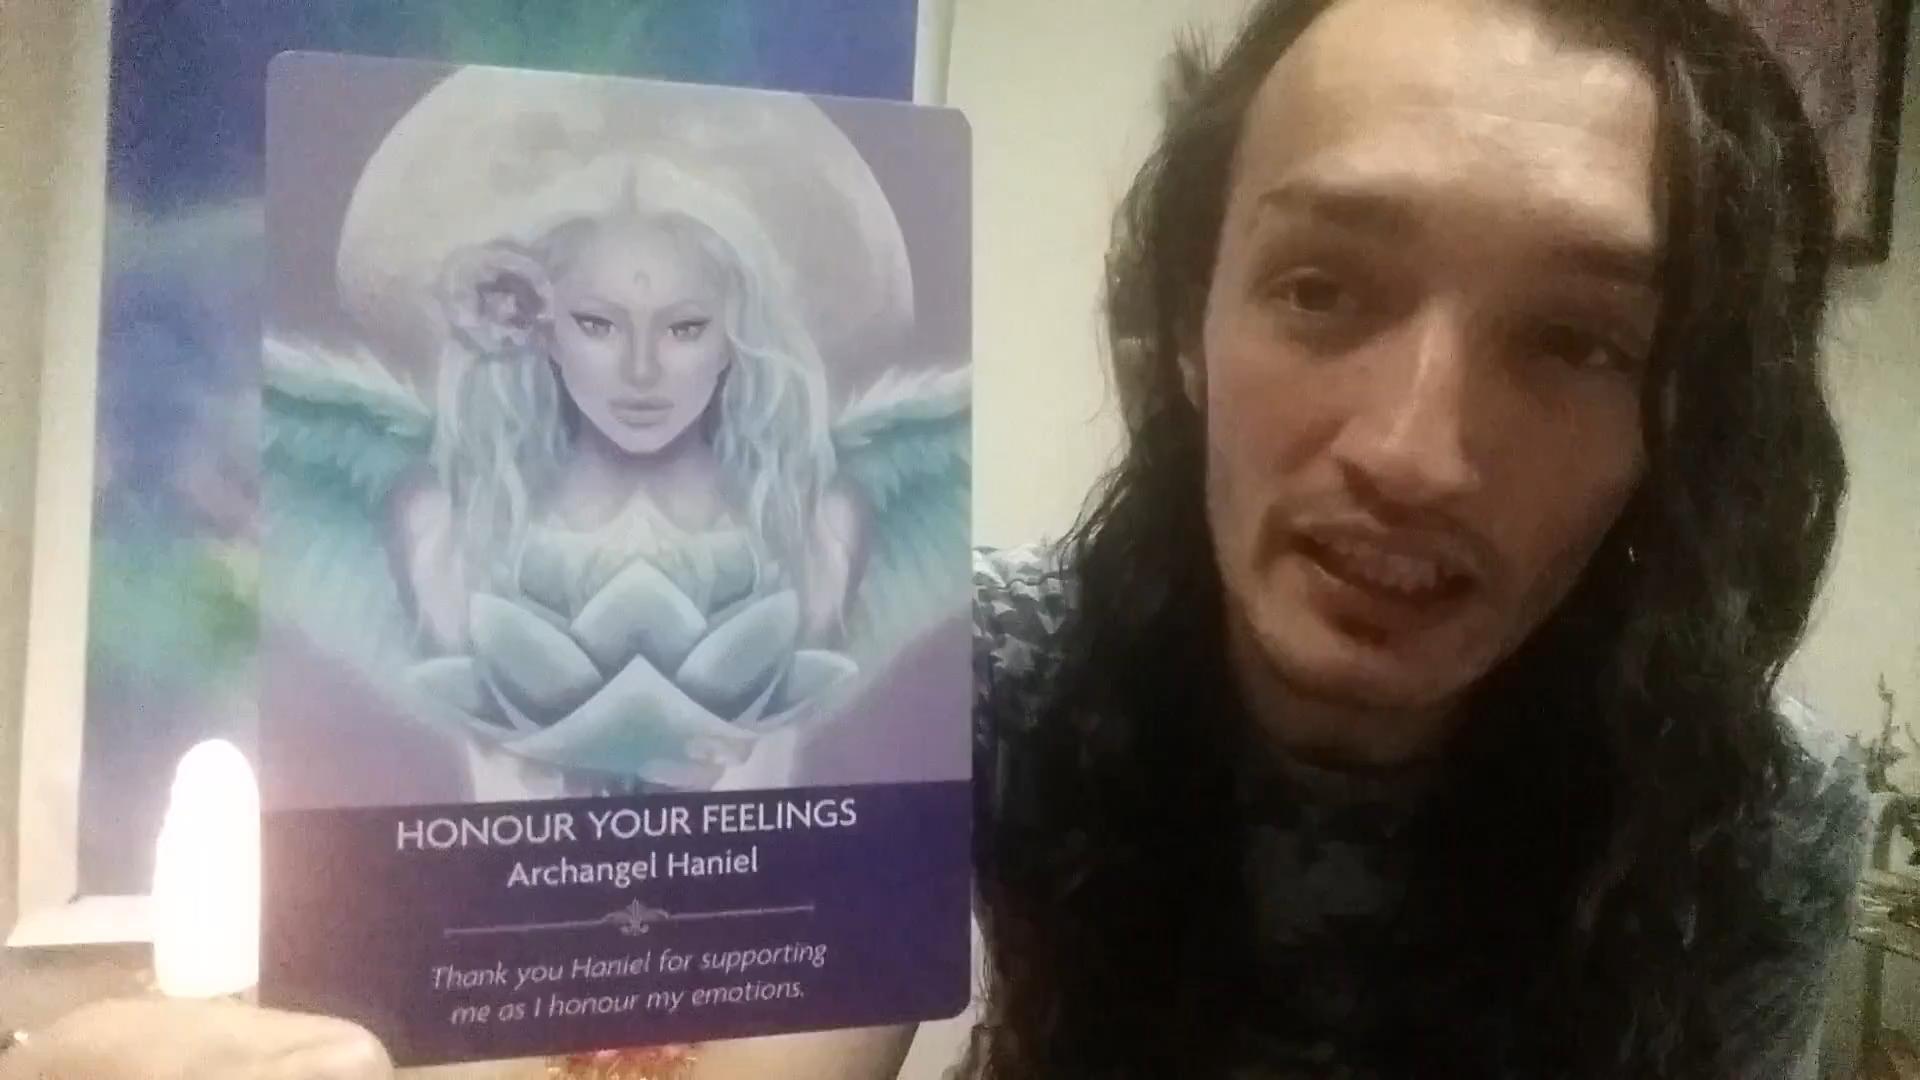 HONOUR YOUR FEELINGS
Archangel Haniel
Thank you Haniel for supporting
me as I honour my emotions.